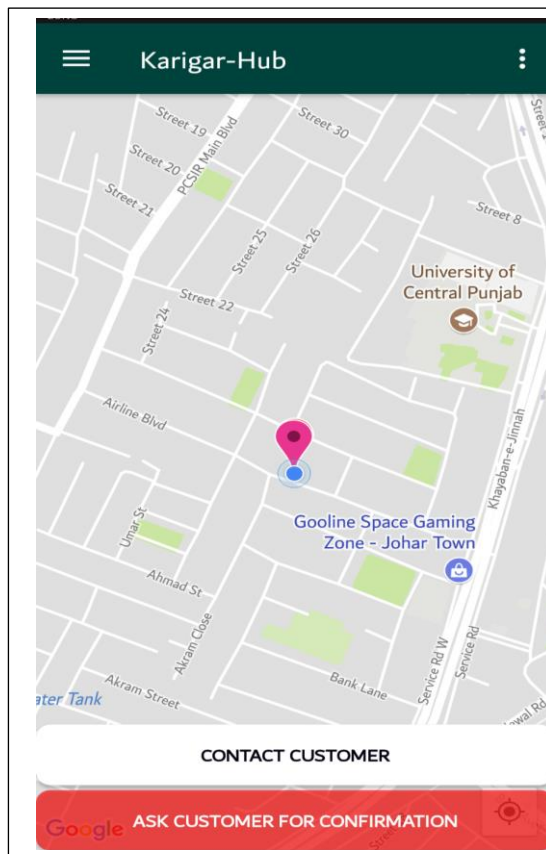 Karigar-Hub
Street 19
Street 30
Street 20
PCSIR Main Blvd
Street 21
Street 8
Street 25
Street 26
University of
Central Punjab
Street 22
Street 24
Airline Blvd
Khayaban-e-Jinnah
Umar St
Gooline Space Gaming
Zone - Johar Town
Ahmad St
Akram Close
Service Rd W
Service Rd
Bank Lane
Akram Street
ater Tank
CONTACT CUSTOMER
ASK CUSTOMER FOR CONFIRMATION
Google